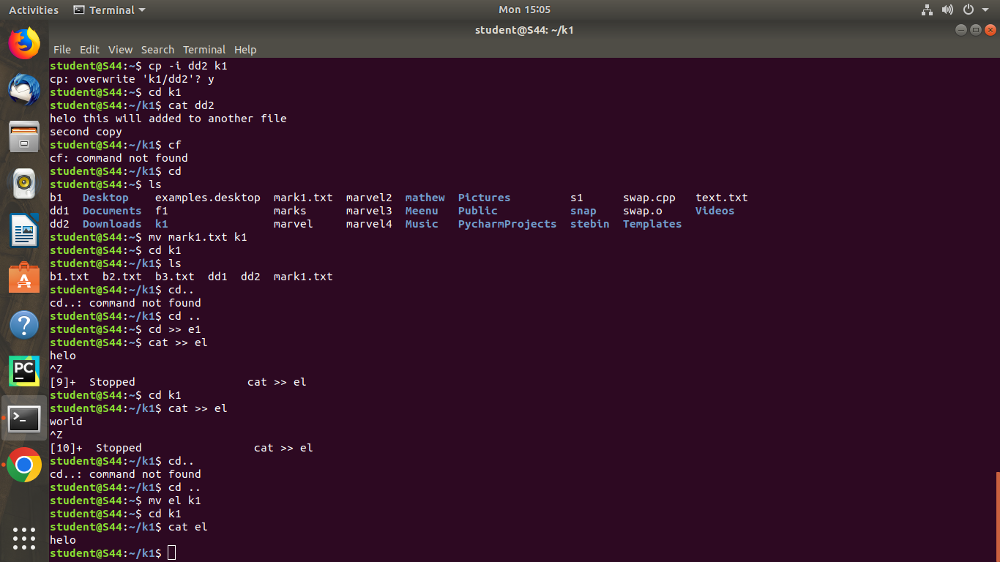 Activities Terminal Mon 15:05
student@S44: ~/k1
File Edit View Search Terminal Help
student@S44:~$ cp -i dd2 k1
cp: overwrite 'k1/dd2'? y
student@S44:~$ cd k1
student@S44:~/k1$ cat dd2
helo this will added to another file
second copy
student@S44:~/k1$ cf
cf: command not found
student@S44:~/k1$ cd
student@S44:~$ ls
b1 Desktop examples.desktop mark1.txt marvel2 mathew Pictures s1 swap.cpp text.txt
dd1 Documents f1 marks marvel3 Meenu Public snap swap.o Videos
dd2 Downloads k1 marvel marvel4 Music PycharmProjects stebin Templates
student@S44:~$ mv mark1.txt k1
student@S44:~$ cd k1
student@S44:~/k1$ ls
b1.txt b2.txt b3.txt dd1 dd2 mark1.txt
student@S44:~/k1$ cd..
cd..: command not found
student@S44:~/k1$ cd ..
student@S44:~$ cd >> e1
student@S44:~$ cat >> el
helo
^Z
[9]+ Stopped cat >> el
student@S44:~$ cd k1
student@S44:~/k1$ cat >> el
world
^Z
[10]+ Stopped cat >> el
student@S44:~/k1$ cd..
cd..: command not found
student@S44:~/k1$ cd ..
student@S44:~$ mv el k1
student@S44:~$ cd k1
student@S44:~/k1$ cat el
helo
student@S44:~/k1$
PC